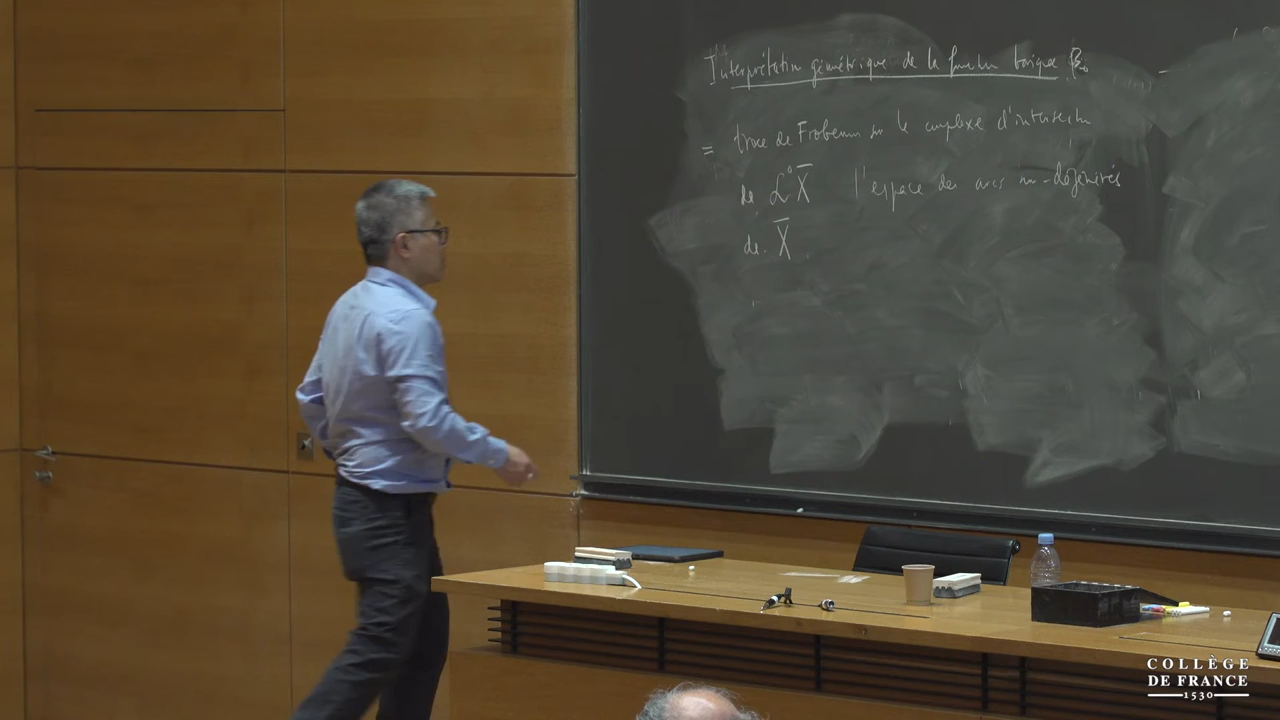 Interprétation géométrique de la fonction basique
= trace de Frobenius sur le complexe d'intersection
de L°X̅ l'espace des arcs non-dégénérés
de X̅
COLLÈGE
DE FRANCE
1530